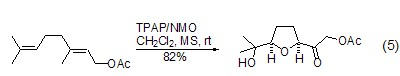 TPAP/NMO
CH2Cl2, MS, rt
82%
OAc
HO
O
O
OAc
(5)